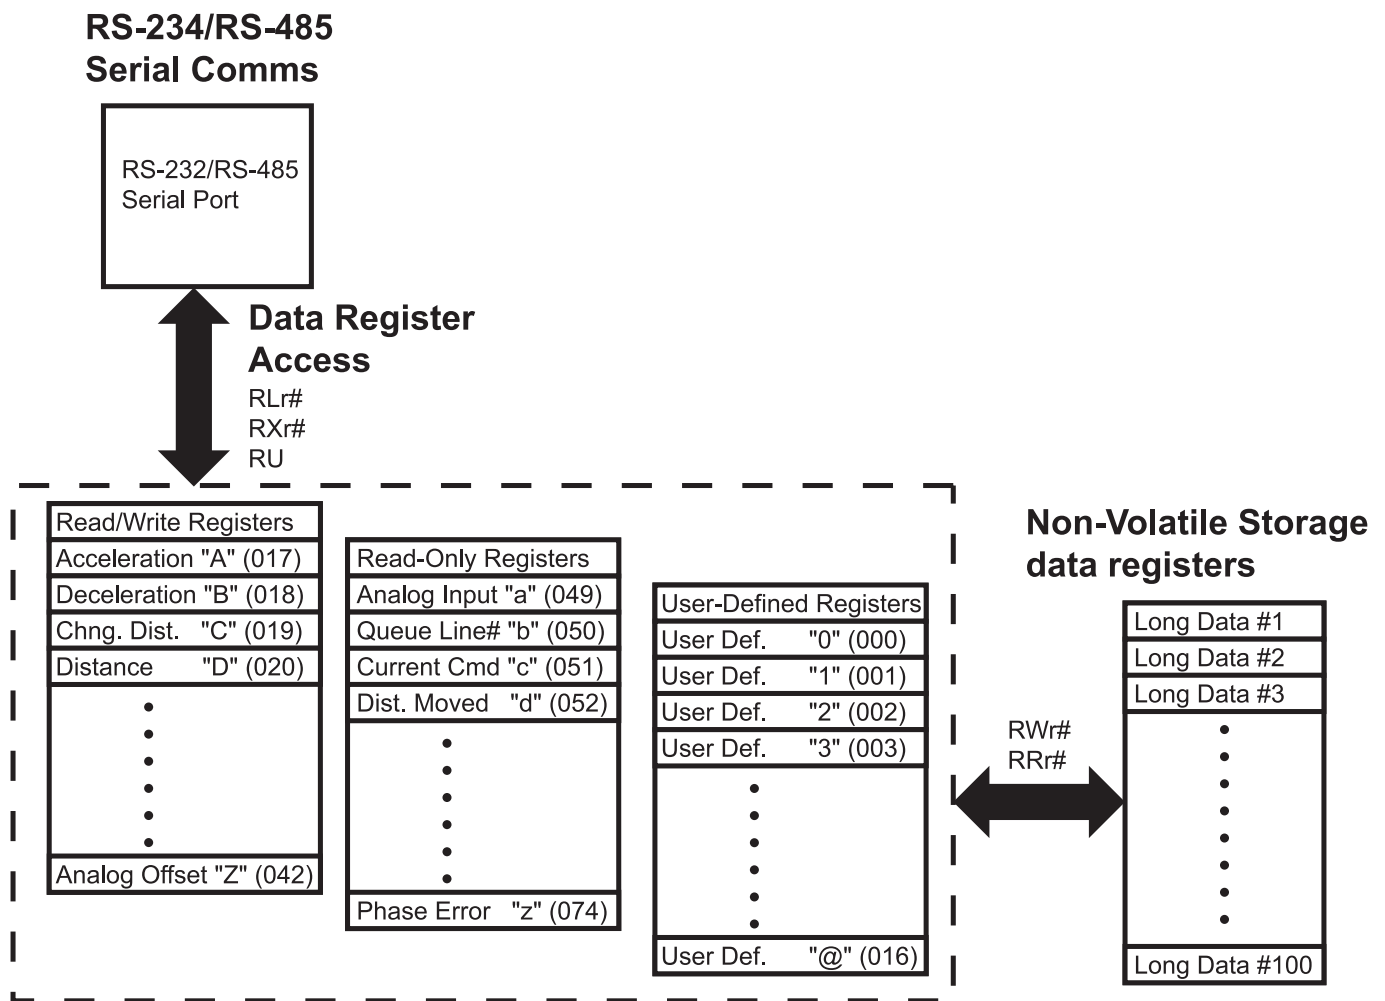 RS-234/RS-485
Serial Comms
RS-232/RS-485
Serial Port
Data Register
Access
RLr#
RXr#
RU
Read/Write Registers
Acceleration "A" (017)
Deceleration "B" (018)
Chng. Dist. "C" (019)
Distance "D" (020)
Analog Offset "Z" (042)
Read-Only Registers
Analog Input "a" (049)
Queue Line# "b" (050)
Current Cmd "c" (051)
Dist. Moved "d" (052)
Phase Error "z" (074)
User-Defined Registers
User Def. "0" (000)
User Def. "1" (001)
User Def. "2" (002)
User Def. "3" (003)
User Def. "@" (016)
RWr#
RRr#
Non-Volatile Storage
data registers
Long Data #1
Long Data #2
Long Data #3
Long Data #100